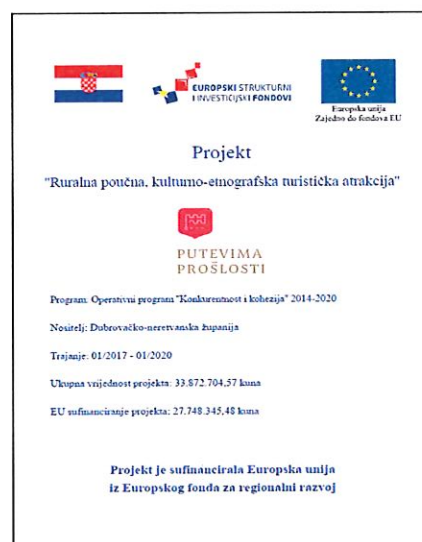 EUROPSKI STRUKTURNI
I INVESTICIJSKI FONDOVI
Europska unija
Zajedno do fondova EU
Projekt
"Ruralna poučna, kulturno-etnografska turistička atrakcija"
PUTEVIMA
PROŠLOSTI
Program: Operativni program "Konkurentnost i kohezija" 2014-2020
Nositelj: Dubrovačko-neretvanska županija
Trajanje: 01/2017 - 01/2020
Ukupna vrijednost projekta: 33.872.704,57 kuna
EU sufinanciranje projekta: 27.748.345,48 kuna
Projekt je sufinancirala Europska unija
iz Europskog fonda za regionalni razvoj